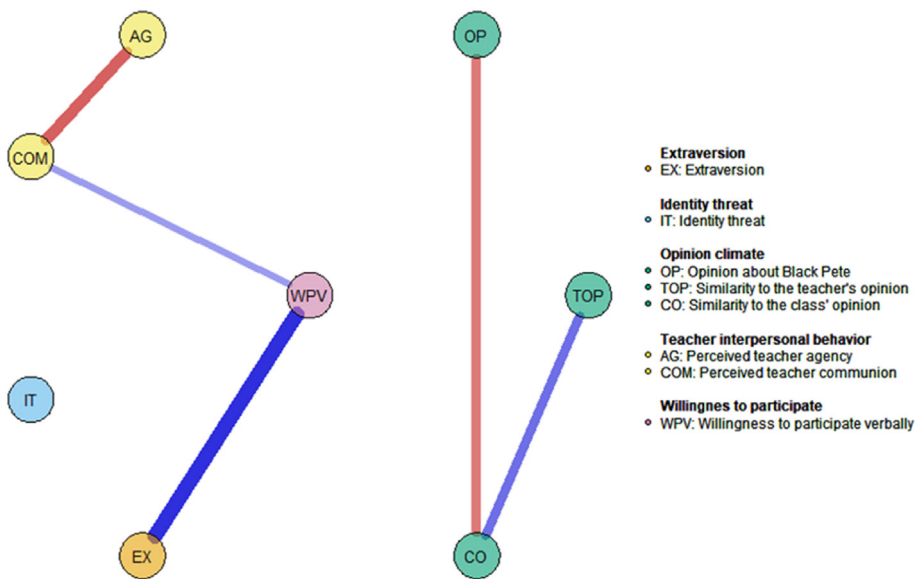 AG
OP
COM
WPV
TOP
IT
EX
CO
Extraversion
EX: Extraversion
Identity threat
IT: Identity threat
Opinion climate
OP: Opinion about Black Pete
TOP: Similarity to the teacher's opinion
CO: Similarity to the class' opinion
Teacher interpersonal behavior
AG: Perceived teacher agency
COM: Perceived teacher communion
Willingnes to participate
WPV: Willingness to participate verbally